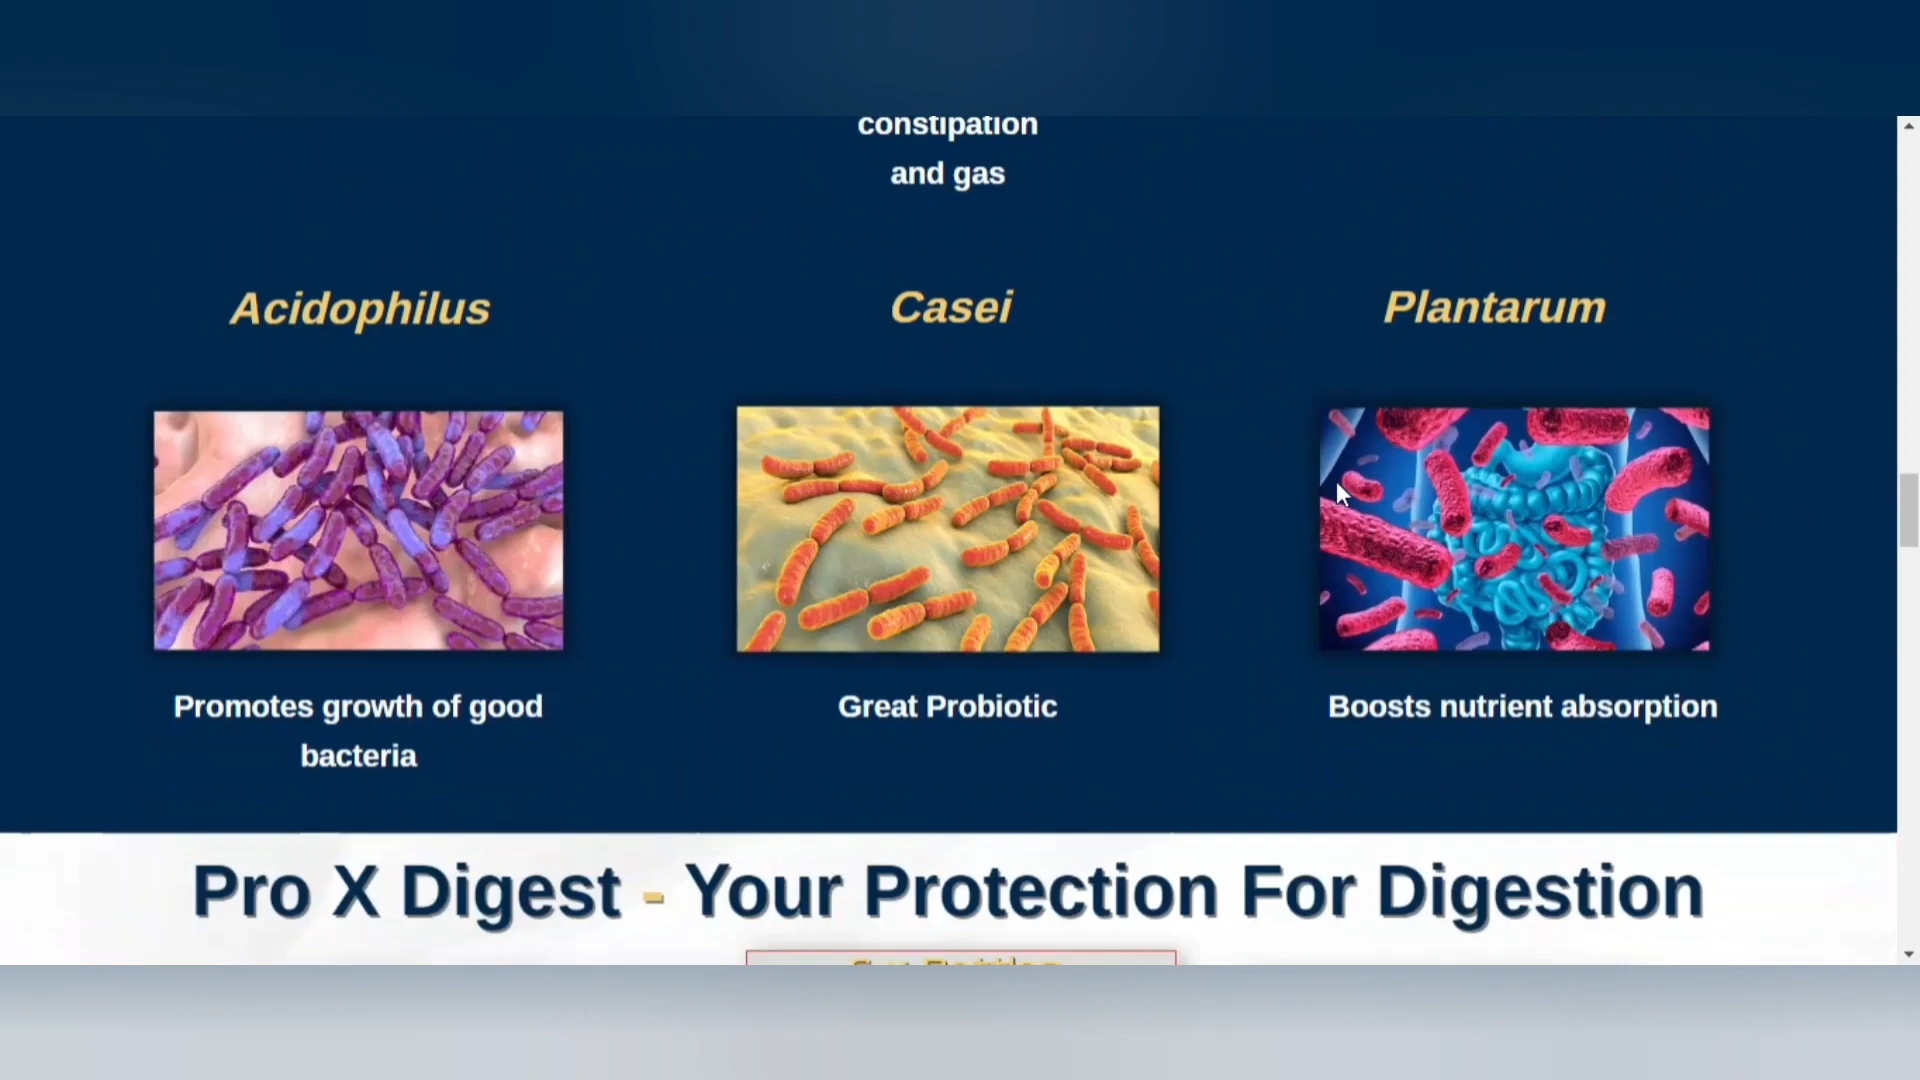 constipation
and gas
Acidophilus
Casei
Plantarum
Promotes growth of good
bacteria
Great Probiotic
Boosts nutrient absorption
Pro X Digest - Your Protection For Digestion